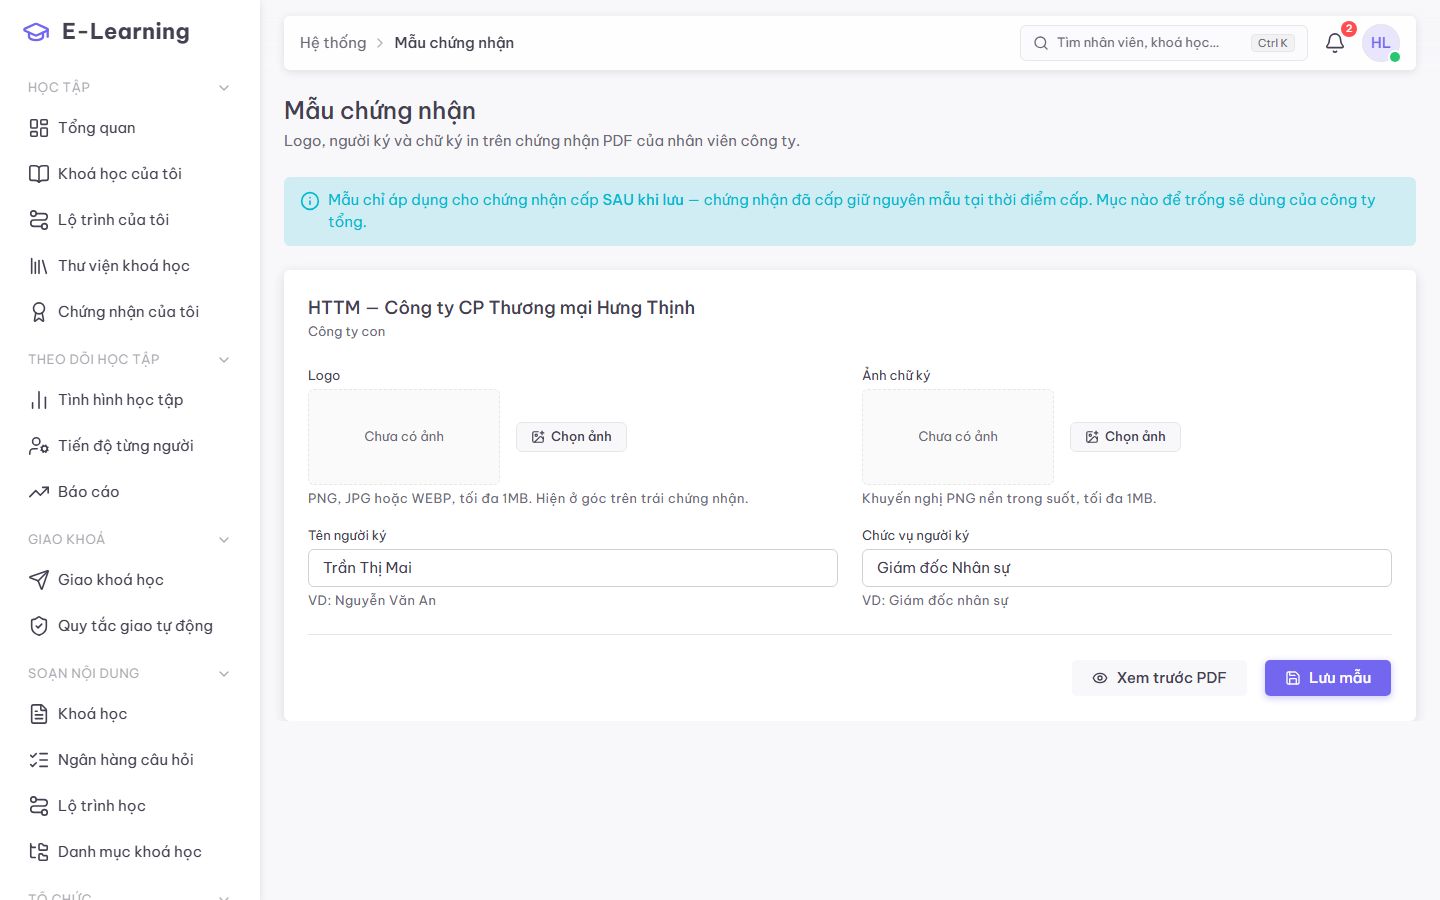 E-Learning
HỌC TẬP
Tổng quan
Khoá học của tôi
Lộ trình của tôi
Thư viện khoá học
Chứng nhận của tôi
THEO DÕI HỌC TẬP
Tình hình học tập
Tiến độ từng người
Báo cáo
GIAO KHOÁ
Giao khoá học
Quy tắc giao tự động
SOẠN NỘI DUNG
Khoá học
Ngân hàng câu hỏi
Lộ trình học
Danh mục khoá học
TỔ CHỨC
Hệ thống > Mẫu chứng nhận
Tìm nhân viên, khoá học... Ctrl K
2
HL
Mẫu chứng nhận
Logo, người ký và chữ ký in trên chứng nhận PDF của nhân viên công ty.
Mẫu chỉ áp dụng cho chứng nhận cấp SAU khi lưu — chứng nhận đã cấp giữ nguyên mẫu tại thời điểm cấp. Mục nào để trống sẽ dùng của công ty
tổng.
HTTM — Công ty CP Thương mại Hưng Thịnh
Công ty con
Logo
Chưa có ảnh
Chọn ảnh
PNG, JPG hoặc WEBP, tối đa 1MB. Hiện ở góc trên trái chứng nhận.
Ảnh chữ ký
Chưa có ảnh
Chọn ảnh
Khuyến nghị PNG nền trong suốt, tối đa 1MB.
Tên người ký
Trần Thị Mai
VD: Nguyễn Văn An
Chức vụ người ký
Giám đốc Nhân sự
VD: Giám đốc nhân sự
Xem trước PDF
Lưu mẫu